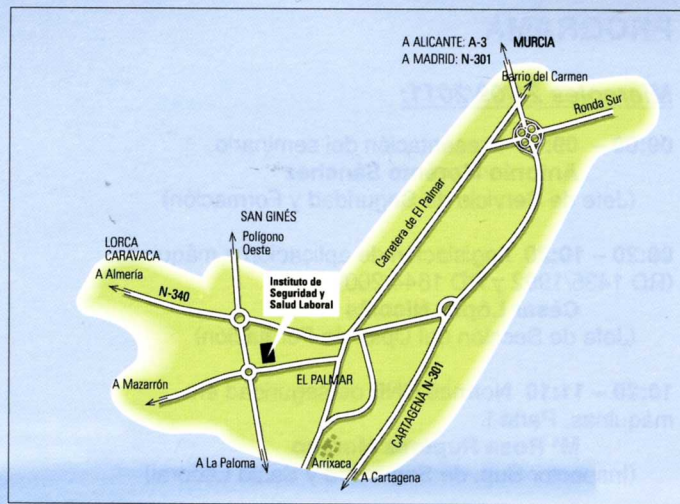 A ALICANTE: A-3
MURCIA
A MADRID: N-301
Barrio del Carmen
Ronda Sur
Carretera de El Palmar
SAN GINÉS
Polígono
Oeste
LORCA
CARAVACA
A Almería
N-340
Instituto de
Seguridad y
Salud Laboral
A Mazarrón
EL PALMAR
CARTAGENA N-301
A La Paloma
Arrixaca
A Cartagena